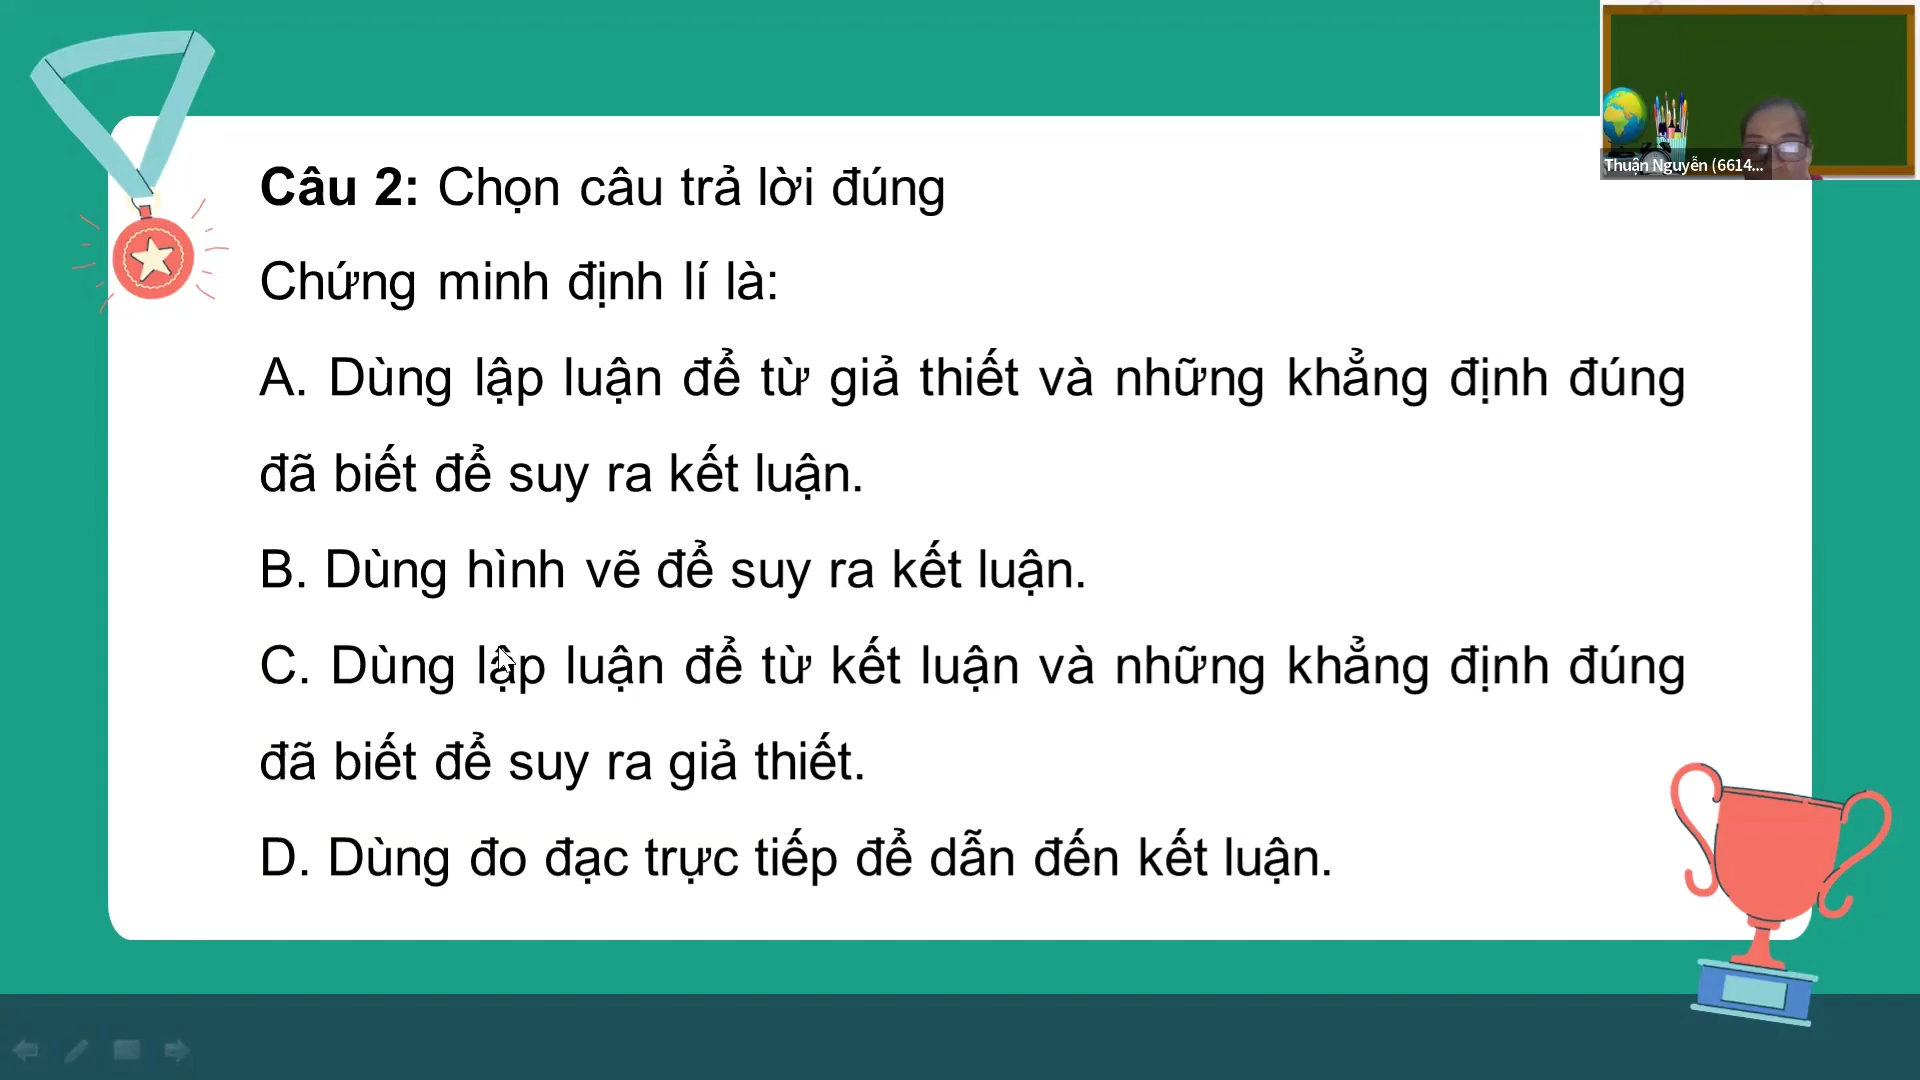 Thuận Nguyễn (6614...
Câu 2: Chọn câu trả lời đúng
Chứng minh định lí là:
A. Dùng lập luận để từ giả thiết và những khẳng định đúng
đã biết để suy ra kết luận.
B. Dùng hình vẽ để suy ra kết luận.
C. Dùng lập luận để từ kết luận và những khẳng định đúng
đã biết để suy ra giả thiết.
D. Dùng đo đạc trực tiếp để dẫn đến kết luận.